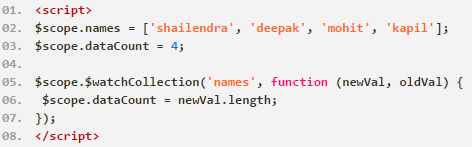 01. <script>
02. $scope.names = ['shailendra', 'deepak', 'mohit', 'kapil'];
03. $scope.dataCount = 4;
04.
05. $scope.$watchCollection('names', function (newVal, oldVal) {
06.  $scope.dataCount = newVal.length;
07. });
08. </script>